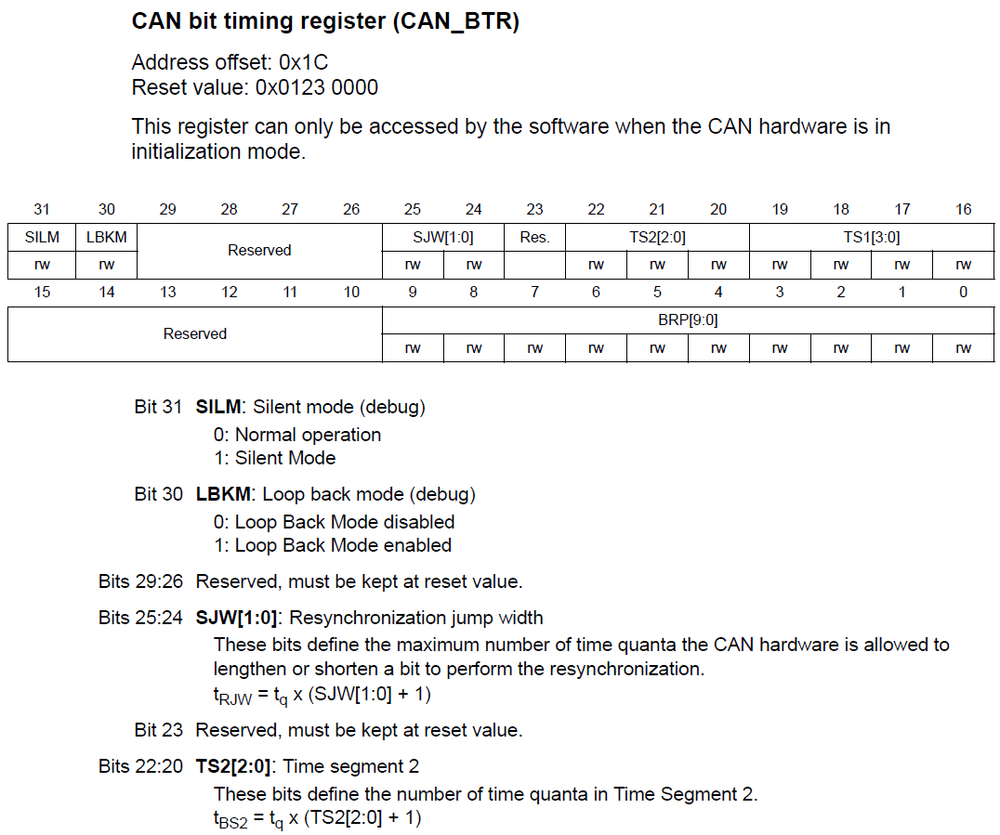 CAN bit timing register (CAN_BTR)
Address offset: 0x1C
Reset value: 0x0123 0000
This register can only be accessed by the software when the CAN hardware is in
initialization mode.
31 30 29 28 27 26 25 24 23 22 21 20 19 18 17 16
SILM LBKM Reserved SJW[1:0] Res. TS2[2:0] TS1[3:0]
rw rw rw rw rw rw rw rw rw rw rw
15 14 13 12 11 10 9 8 7 6 5 4 3 2 1 0
Reserved BRP[9:0]
rw rw rw rw rw rw rw rw rw rw
Bit 31 SILM: Silent mode (debug)
0: Normal operation
1: Silent Mode
Bit 30 LBKM: Loop back mode (debug)
0: Loop Back Mode disabled
1: Loop Back Mode enabled
Bits 29:26 Reserved, must be kept at reset value.
Bits 25:24 SJW[1:0]: Resynchronization jump width
These bits define the maximum number of time quanta the CAN hardware is allowed to
lengthen or shorten a bit to perform the resynchronization.
tRJW = tq x (SJW[1:0] + 1)
Bit 23 Reserved, must be kept at reset value.
Bits 22:20 TS2[2:0]: Time segment 2
These bits define the number of time quanta in Time Segment 2.
tBS2 = tq x (TS2[2:0] + 1)